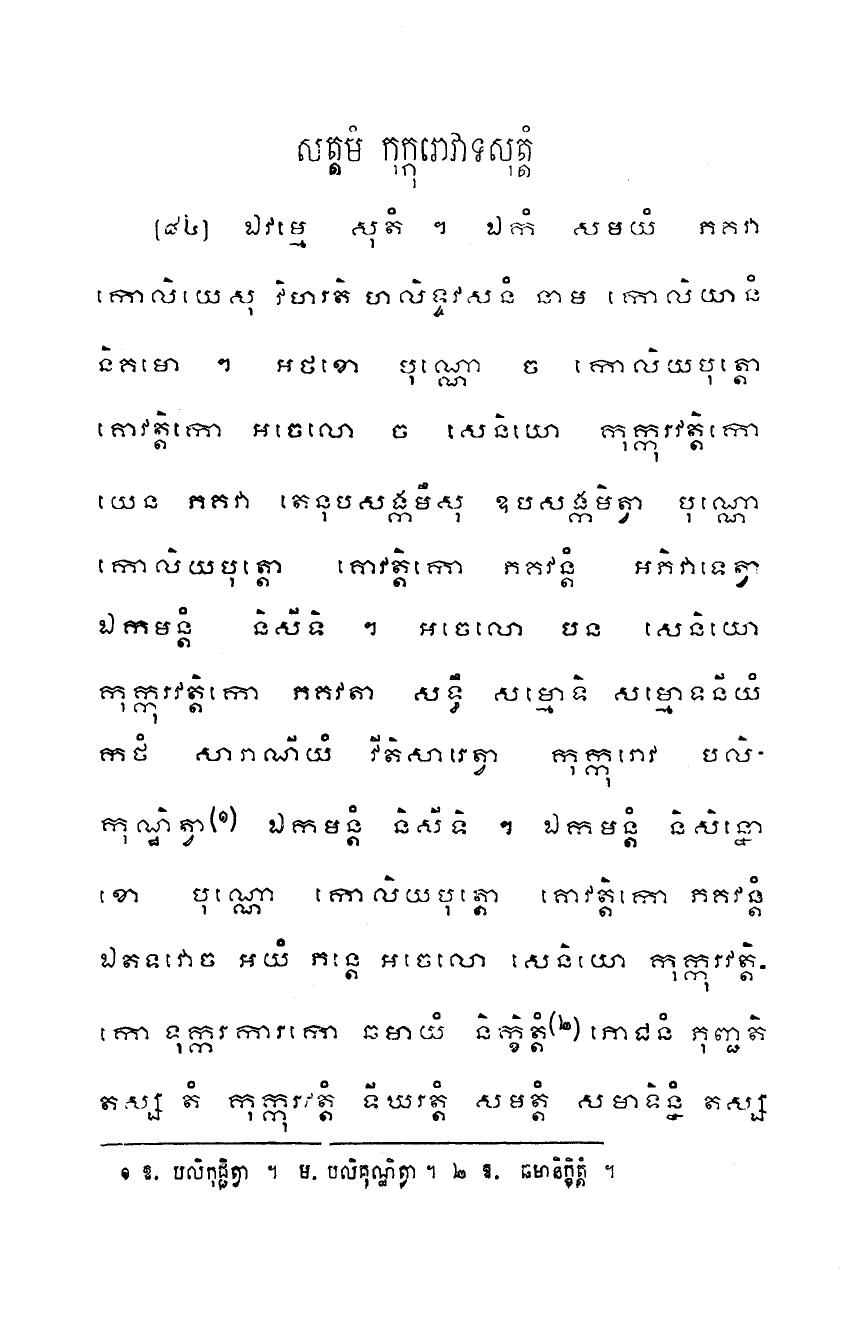 សត្តមំ កុក្កុរោវាទសុត្តំ
[៨៤] ឯវម្មេ សុតំ ។ ឯកំ សមយំ ភគវា
កោលិយេសុ វិហរតិ ហលិទ្ទវសនំ នាម កោលិយានំ
និគមោ ។ អថខោ បុណ្ណោ ច កោលិយបុត្តោ
គោវត្តិកោ អចេលោ ច សេនិយោ កុក្កុរវត្តិកោ
យេន ភគវា តេនុបសង្កមឹសុ ឧបសង្កមិត្វា បុណ្ណោ
កោលិយបុត្តោ គោវត្តិកោ ភគវន្តំ អភិវាទេត្វា
ឯកមន្តំ និសីទិ ។ អចេលោ បន សេនិយោ
កុក្កុរវត្តិកោ ភគវតា សទ្ធឹ សម្មោទិ សម្មោទនីយំ
កថំ សារាណីយំ វីតិសារេត្វា កុក្កុរោវ បលិ-
កុណ្ឋិត្វា(១) ឯកមន្តំ និសីទិ ។ ឯកមន្តំ និសិន្នោ
ខោ បុណ្ណោ កោលិយបុត្តោ គោវត្តិកោ ភគវន្តំ
ឯតទវោច អយំ ភន្តេ អចេលោ សេនិយោ កុក្កុរវត្តិ-
កោ ទុក្ករការកោ ឆមាយំ និក្ខិត្តំ(២) ភោជនំ ភុញ្ជតិ
តស្ស តំ កុក្កុរវត្តំ ទីឃរត្តំ សមត្តំ សមាទិន្នំ តស្ស
១ ឱ. បលិកុជ្ជិត្វា ។ ម. បលិគុណ្ឋិត្វា ។ ២ ឱ. ឆមានិក្ខិត្តំ ។